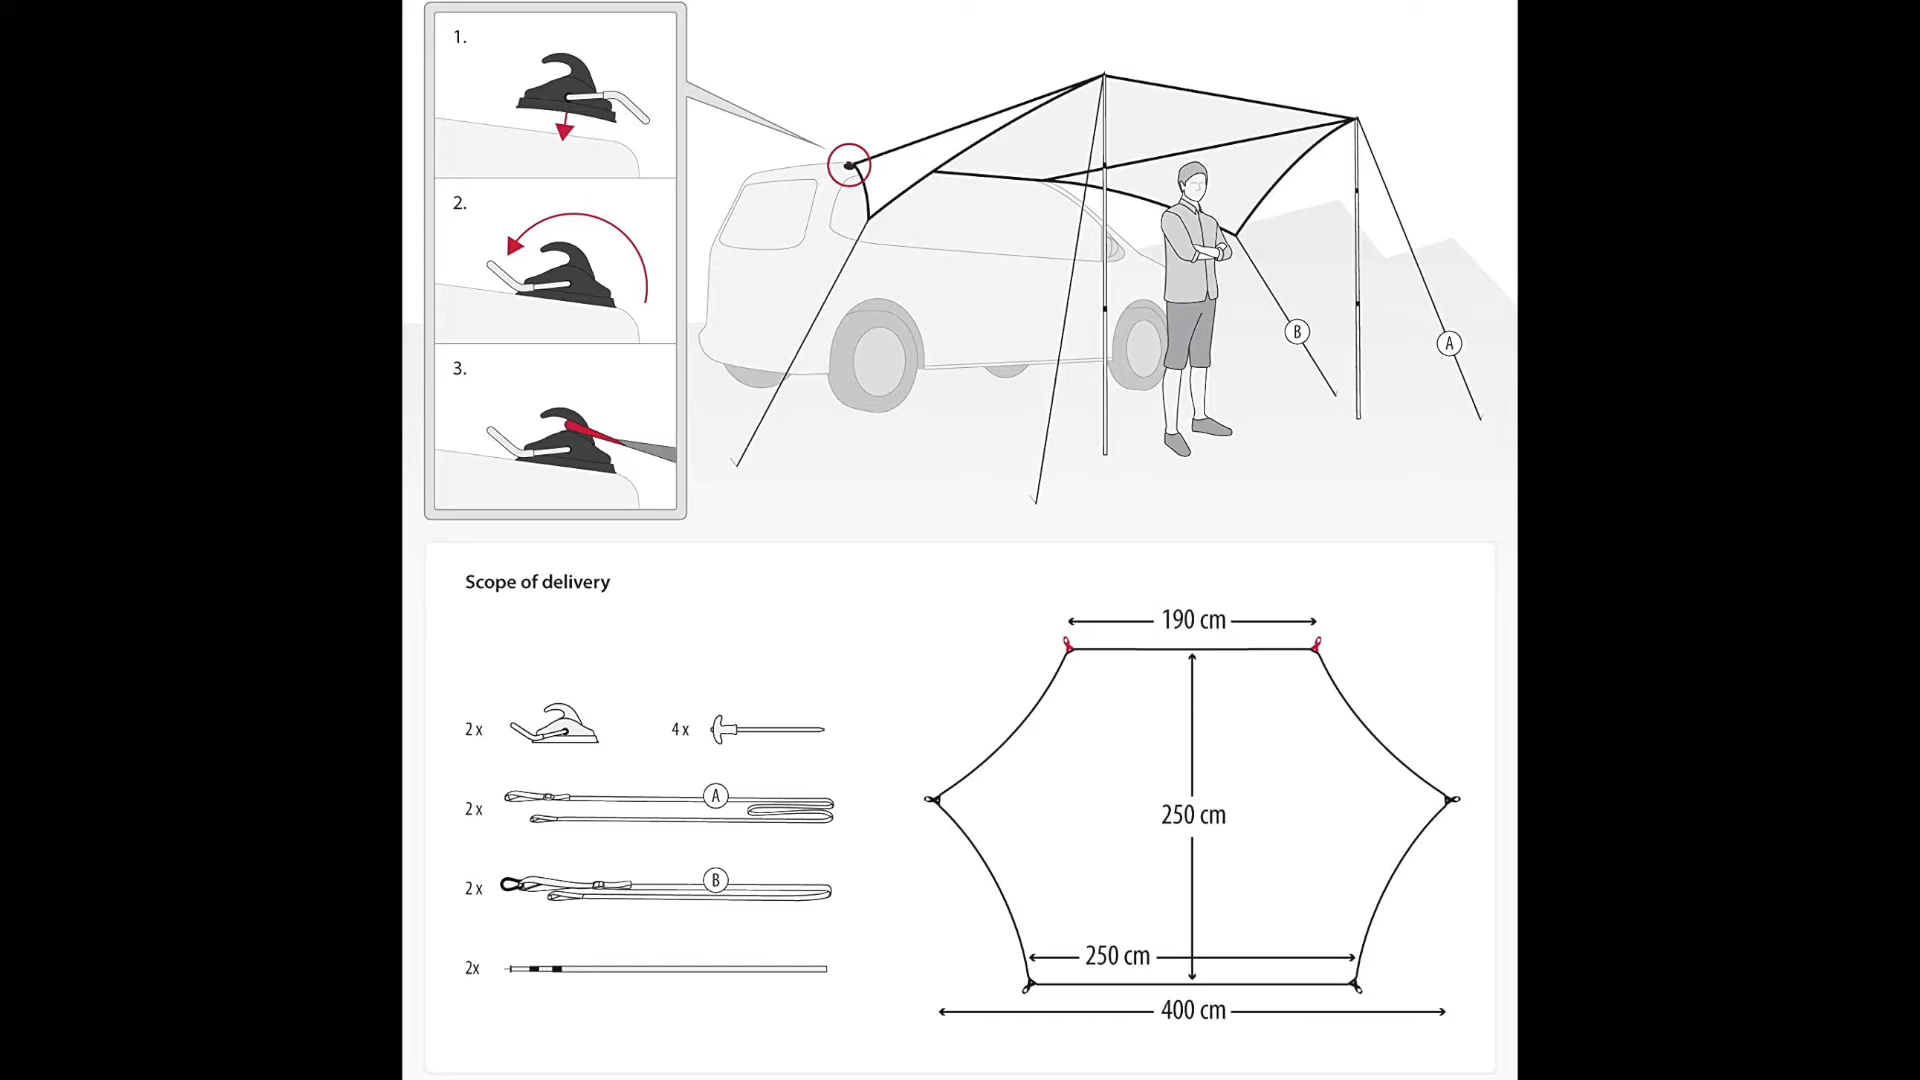 1.
2.
3.
B
A
Scope of delivery
190 cm
2 x
4 x
2 x
A
250 cm
2 x
B
250 cm
2x
400 cm